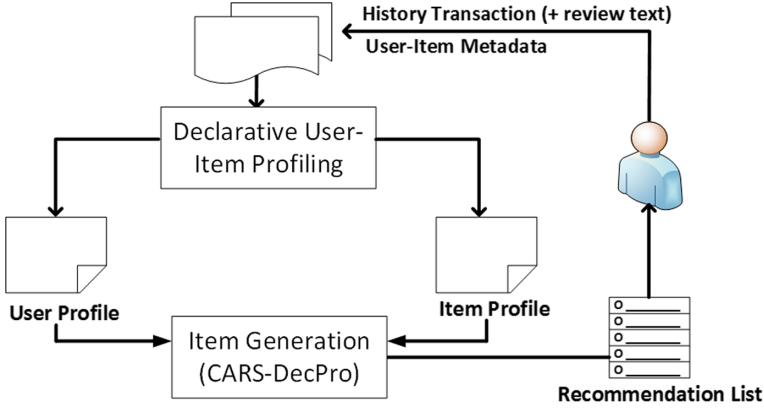 History Transaction (+ review text)
User-Item Metadata
Declarative User-
Item Profiling
User Profile
Item Profile
Item Generation
(CARS-DecPro)
Recommendation List